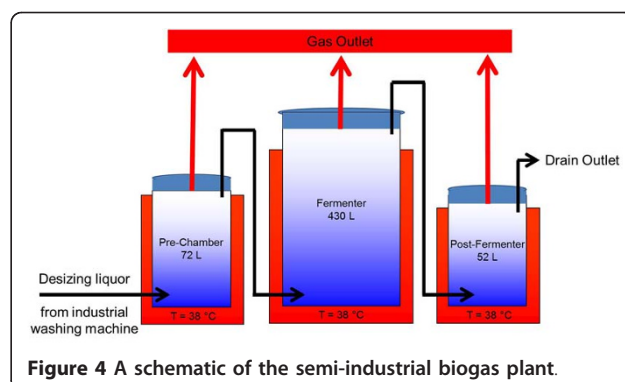 Gas Outlet
Drain Outlet
Fermenter
430 L
Pre-Chamber
72 L
Post-Fermenter
52 L
Desizing liquor
from industrial
washing machine
T = 38 °C
T = 38 °C
T = 38 °C
Figure 4 A schematic of the semi-industrial biogas plant.